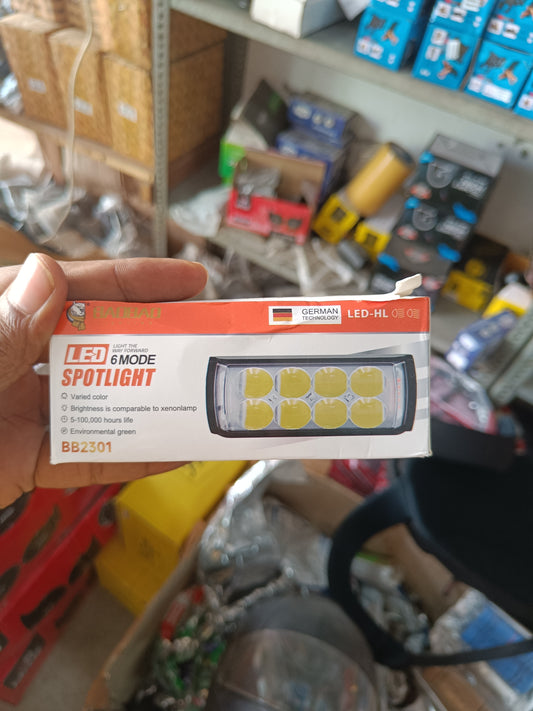 GERMAN
TECHNOLOGY
LED-HL
LED
LIGHT THE
WAY FORWARD
6 MODE
SPOTLIGHT
Varied color
Brightness is comparable to xenonlamp
5-100,000 hours life
Environmental green
BB2301